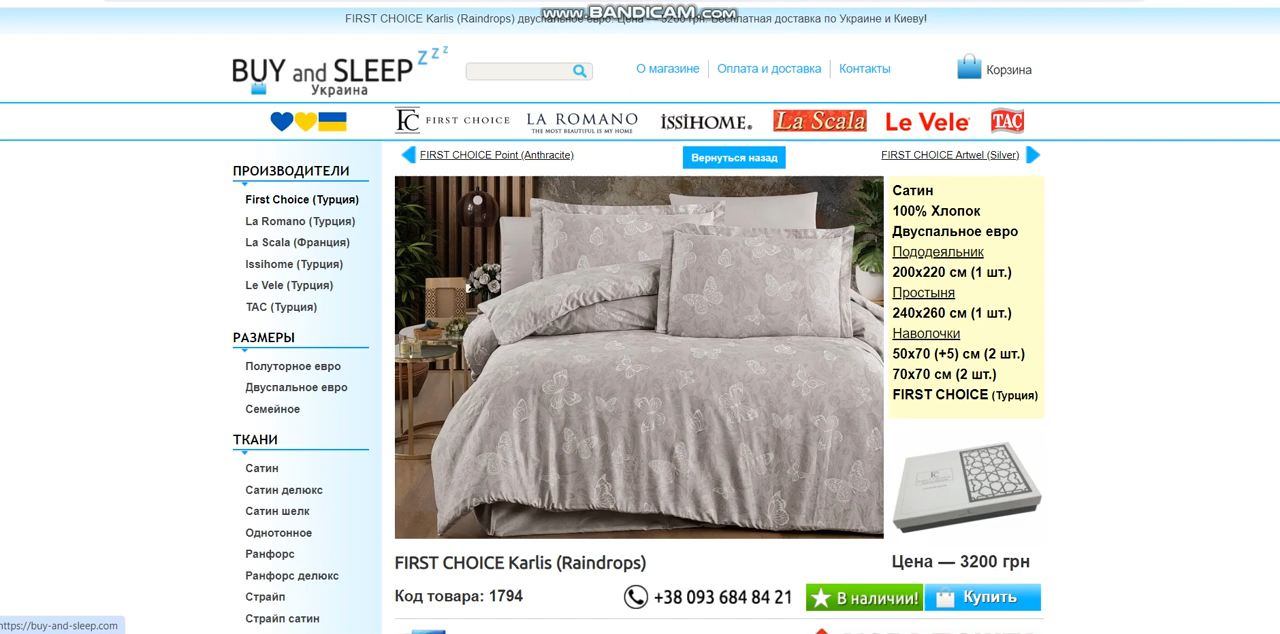 www.BANDICAM.com
FIRST CHOICE Karlis (Raindrops) двуспальное евро. Цена — 3200 грн. Бесплатная доставка по Украине и Киеву!
BUY and SLEEP z z z
Украина
О магазине
Оплата и доставка
Контакты
Корзина
FC FIRST CHOICE
LA ROMANO
THE MOST BEAUTIFUL IS MY HOME
issiHOME.
La Scala
Le Vele
TAC
FIRST CHOICE Point (Anthracite)
Вернуться назад
FIRST CHOICE Artwel (Silver)
ПРОИЗВОДИТЕЛИ
First Choice (Турция)
La Romano (Турция)
La Scala (Франция)
Issihome (Турция)
Le Vele (Турция)
TAC (Турция)
РАЗМЕРЫ
Полуторное евро
Двуспальное евро
Семейное
ТКАНИ
Сатин
Сатин делюкс
Сатин шелк
Однотонное
Ранфорс
Ранфорс делюкс
Страйп
Страйп сатин
Сатин
100% Хлопок
Двуспальное евро
Пододеяльник
200x220 см (1 шт.)
Простыня
240x260 см (1 шт.)
Наволочки
50x70 (+5) см (2 шт.)
70x70 см (2 шт.)
FIRST CHOICE (Турция)
FIRST CHOICE Karlis (Raindrops)
Цена — 3200 грн
Код товара: 1794
+38 093 684 84 21
В наличии!
Купить
https://buy-and-sleep.com